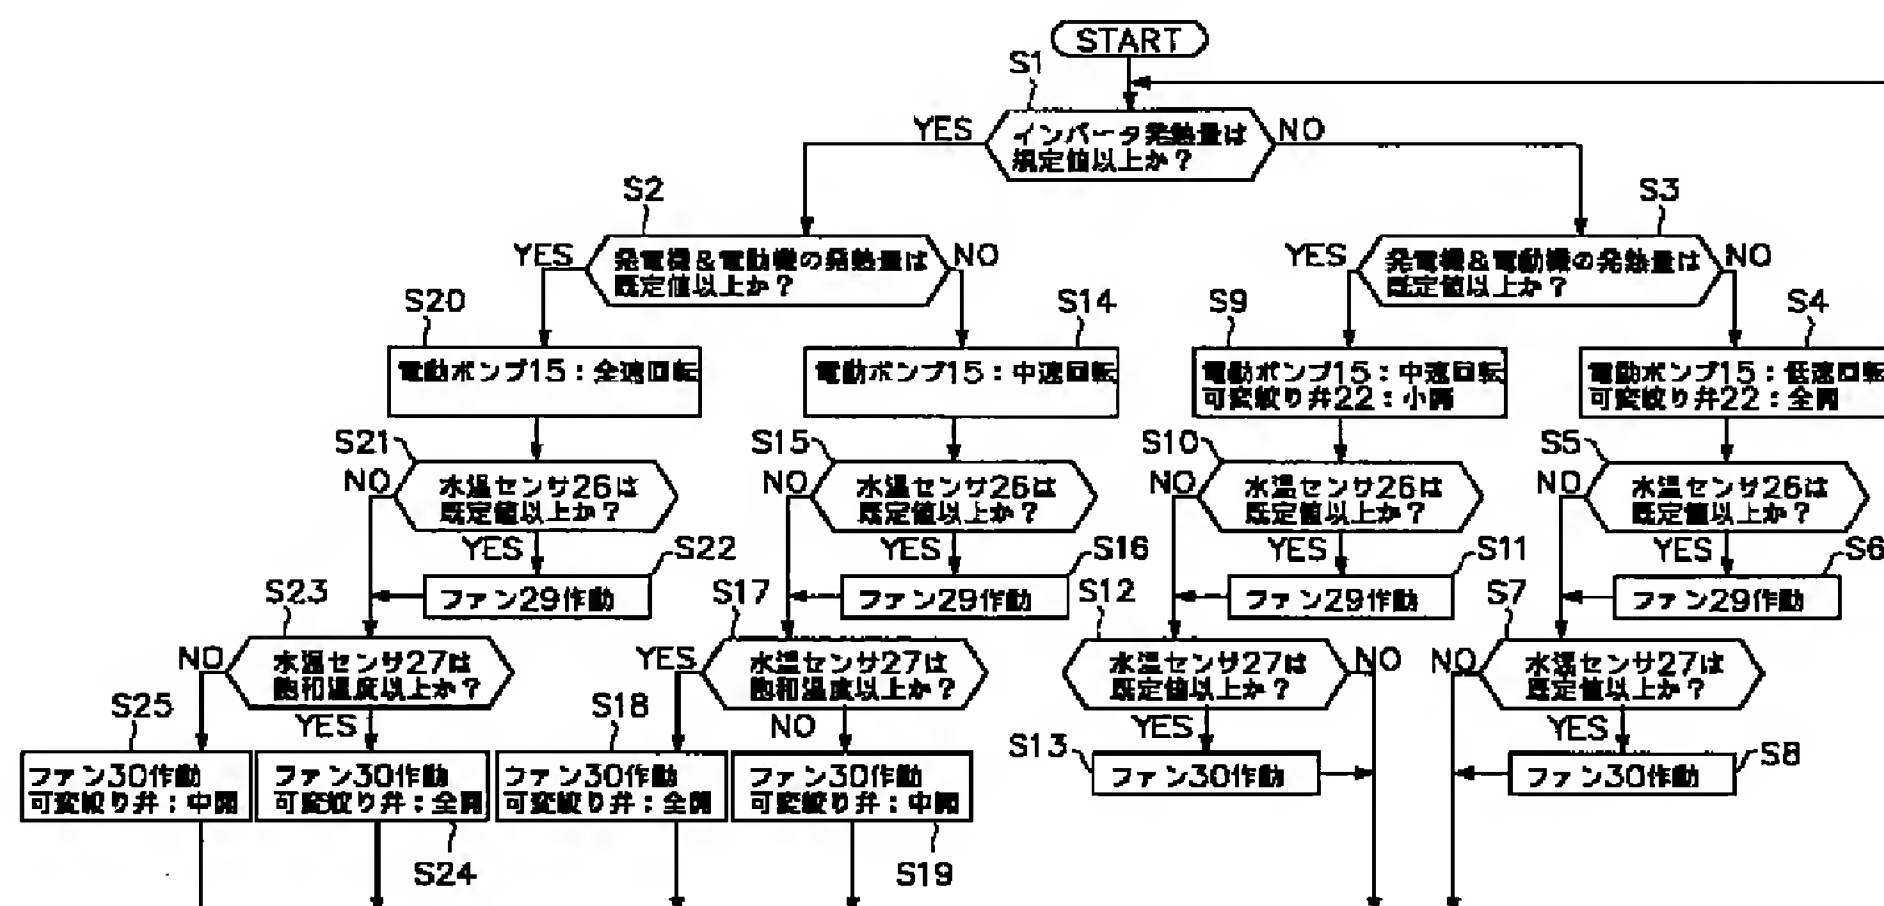 START
S1
YES
インバータ発熱量は
規定値以上か？
NO
S2
YES
発電機＆電動機の発熱量は
既定値以上か？
NO
S3
YES
発電機＆電動機の発熱量は
既定値以上か？
NO
S20
電動ポンプ15：全速回転
S14
電動ポンプ15：中速回転
S9
電動ポンプ15：中速回転
可変絞り弁22：小開
S4
電動ポンプ15：低速回転
可変絞り弁22：全開
S21
NO
水温センサ26は
既定値以上か？
YES
S22
ファン29作動
S15
NO
水温センサ26は
既定値以上か？
YES
S16
ファン29作動
S10
NO
水温センサ26は
既定値以上か？
YES
S11
ファン29作動
S5
NO
水温センサ26は
既定値以上か？
YES
S6
ファン29作動
S23
NO
水温センサ27は
飽和温度以上か？
YES
S17
YES
水温センサ27は
飽和温度以上か？
NO
S12
水温センサ27は
既定値以上か？
NO
YES
S7
NO
水温センサ27は
既定値以上か？
YES
S25
ファン30作動
可変絞り弁：中開
ファン30作動
可変絞り弁：全開
S24
S18
ファン30作動
可変絞り弁：全開
ファン30作動
可変絞り弁：中開
S19
S13
ファン30作動
ファン30作動
S8